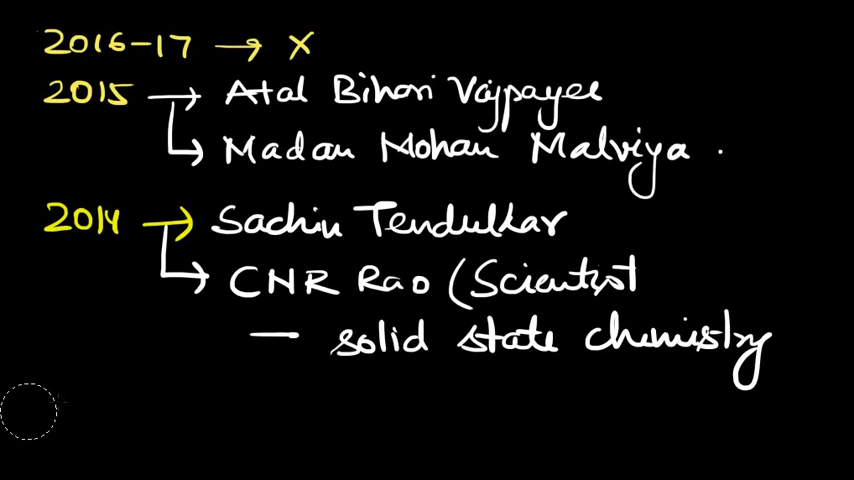 2016-17 → X
2015 → Atal Bihari Vajpayee
↳ Madan Mohan Malviya .
2014 → Sachin Tendulkar
↳ CNR Rao (Scientist
— solid state chemistry